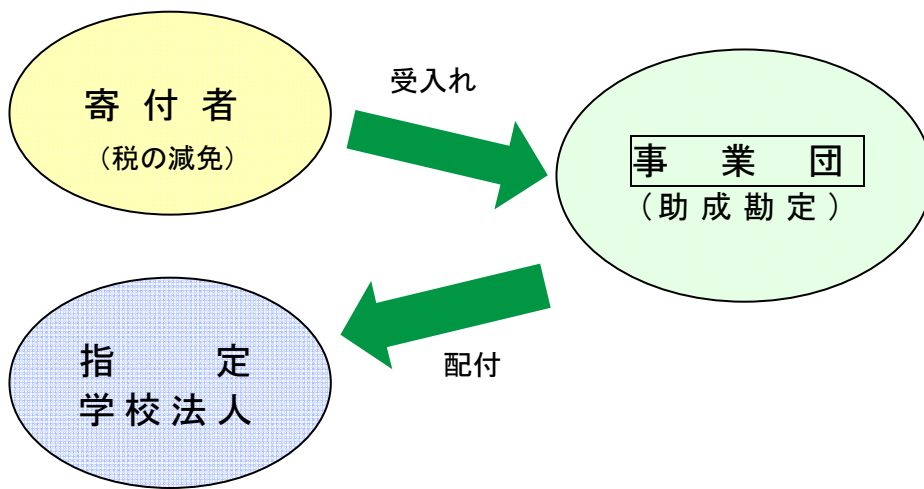 寄付者
（税の減免）
受入れ
事業団
（助成勘定）
配付
指定
学校法人